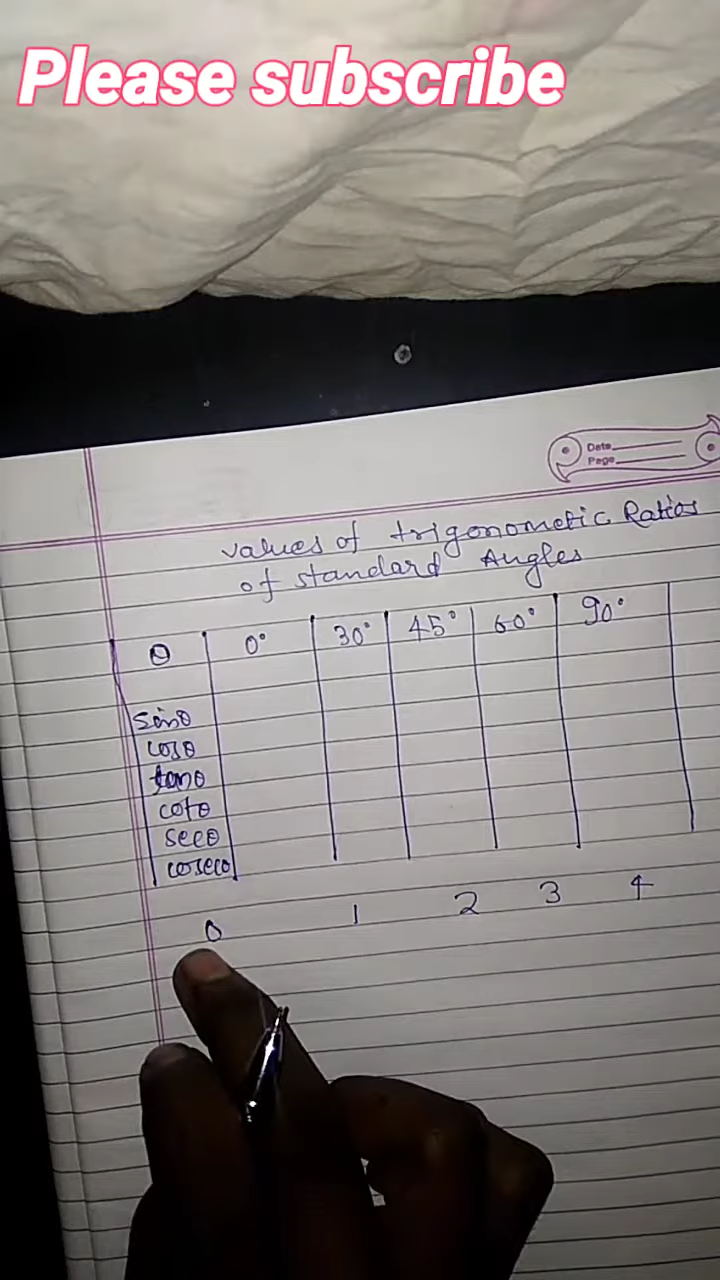 Please subscribe
Date
Page
values of trigonometic Ratios
of standard Angles
θ 0° 30° 45° 60° 90°
sinθ
cosθ
tanθ
cotθ
secθ
cosecθ
0 1 2 3 4